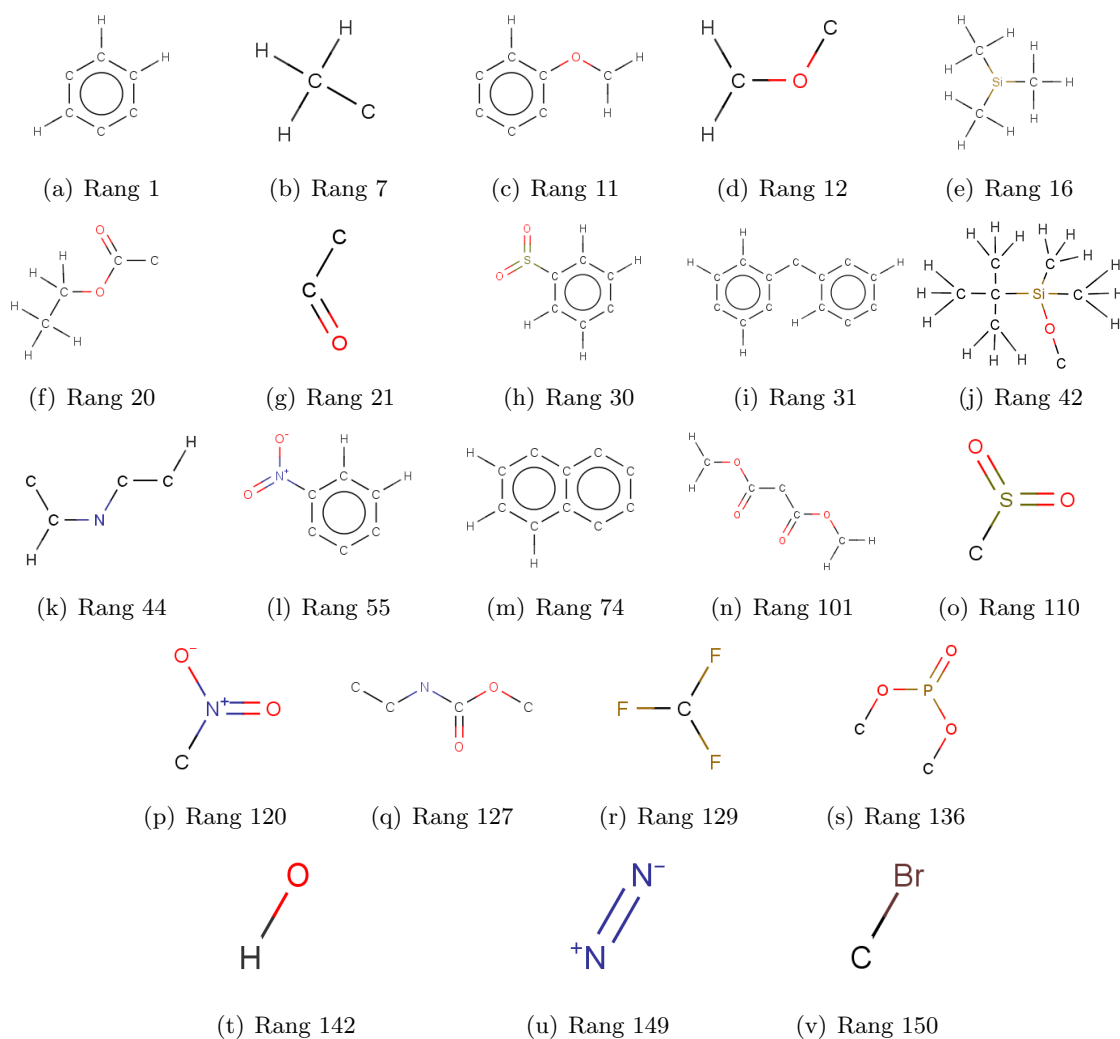 (a) Rang 1 (b) Rang 7 (c) Rang 11 (d) Rang 12 (e) Rang 16
(f) Rang 20 (g) Rang 21 (h) Rang 30 (i) Rang 31 (j) Rang 42
(k) Rang 44 (l) Rang 55 (m) Rang 74 (n) Rang 101 (o) Rang 110
(p) Rang 120 (q) Rang 127 (r) Rang 129 (s) Rang 136
(t) Rang 142 (u) Rang 149 (v) Rang 150